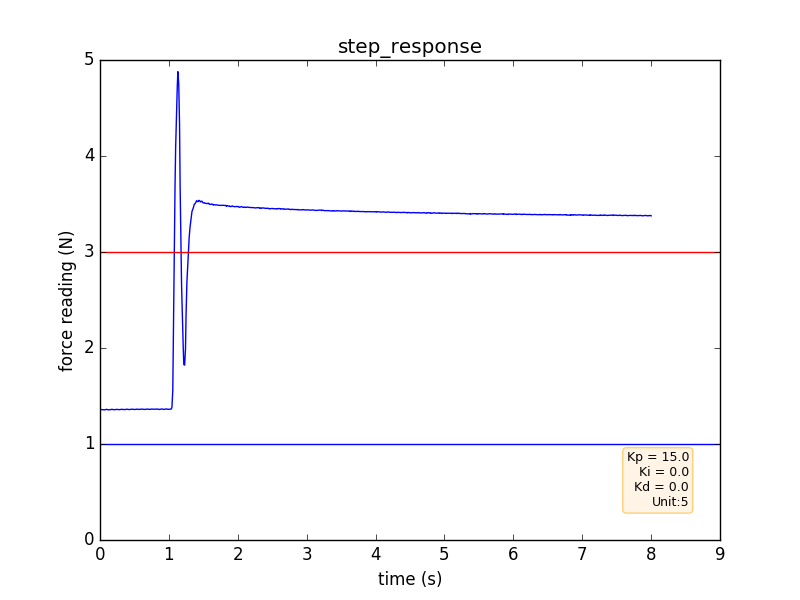 step_response
force reading (N)
5
4
3
2
1
0
0 1 2 3 4 5 6 7 8 9
time (s)
Kp = 15.0
Ki = 0.0
Kd = 0.0
Unit:5